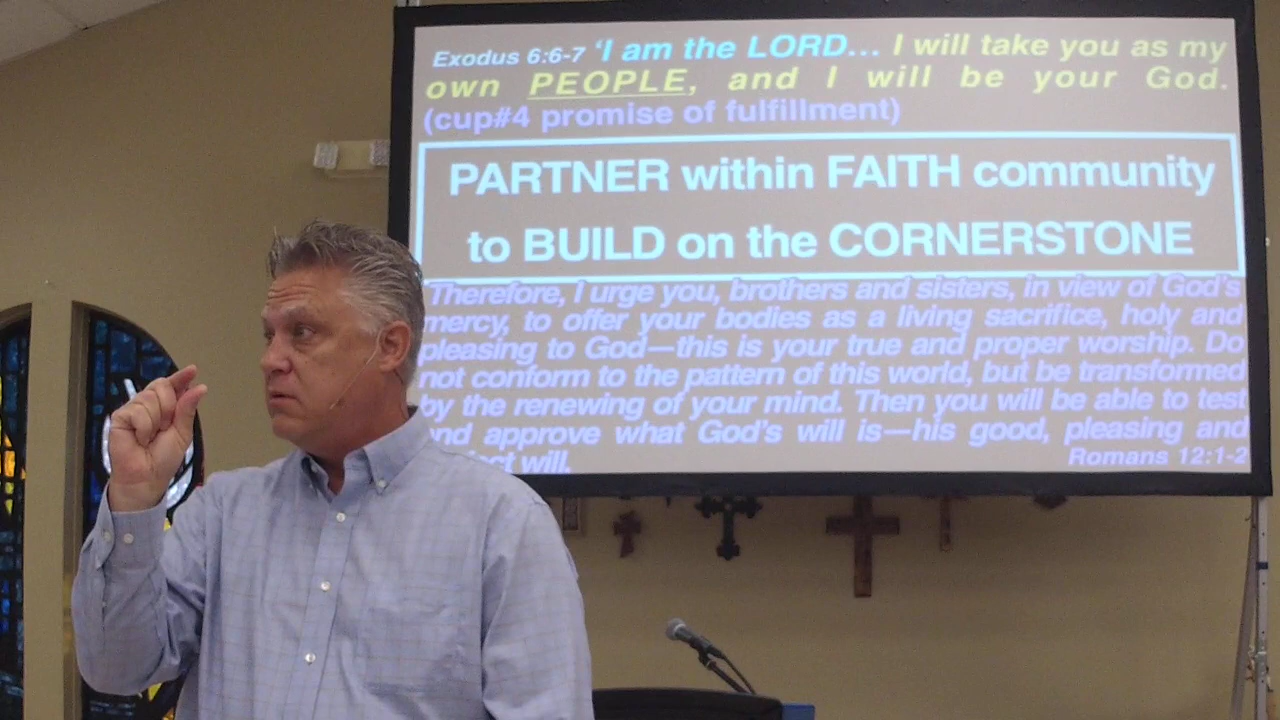 Exodus 6:6-7 ‘I am the LORD... I will take you as my
own PEOPLE, and I will be your God.
(cup#4 promise of fulfillment)
PARTNER within FAITH community
to BUILD on the CORNERSTONE
Therefore, I urge you, brothers and sisters, in view of God's
mercy, to offer your bodies as a living sacrifice, holy and
pleasing to God—this is your true and proper worship. Do
not conform to the pattern of this world, but be transformed
by the renewing of your mind. Then you will be able to test
and approve what God's will is—his good, pleasing and
will. Romans 12:1-2